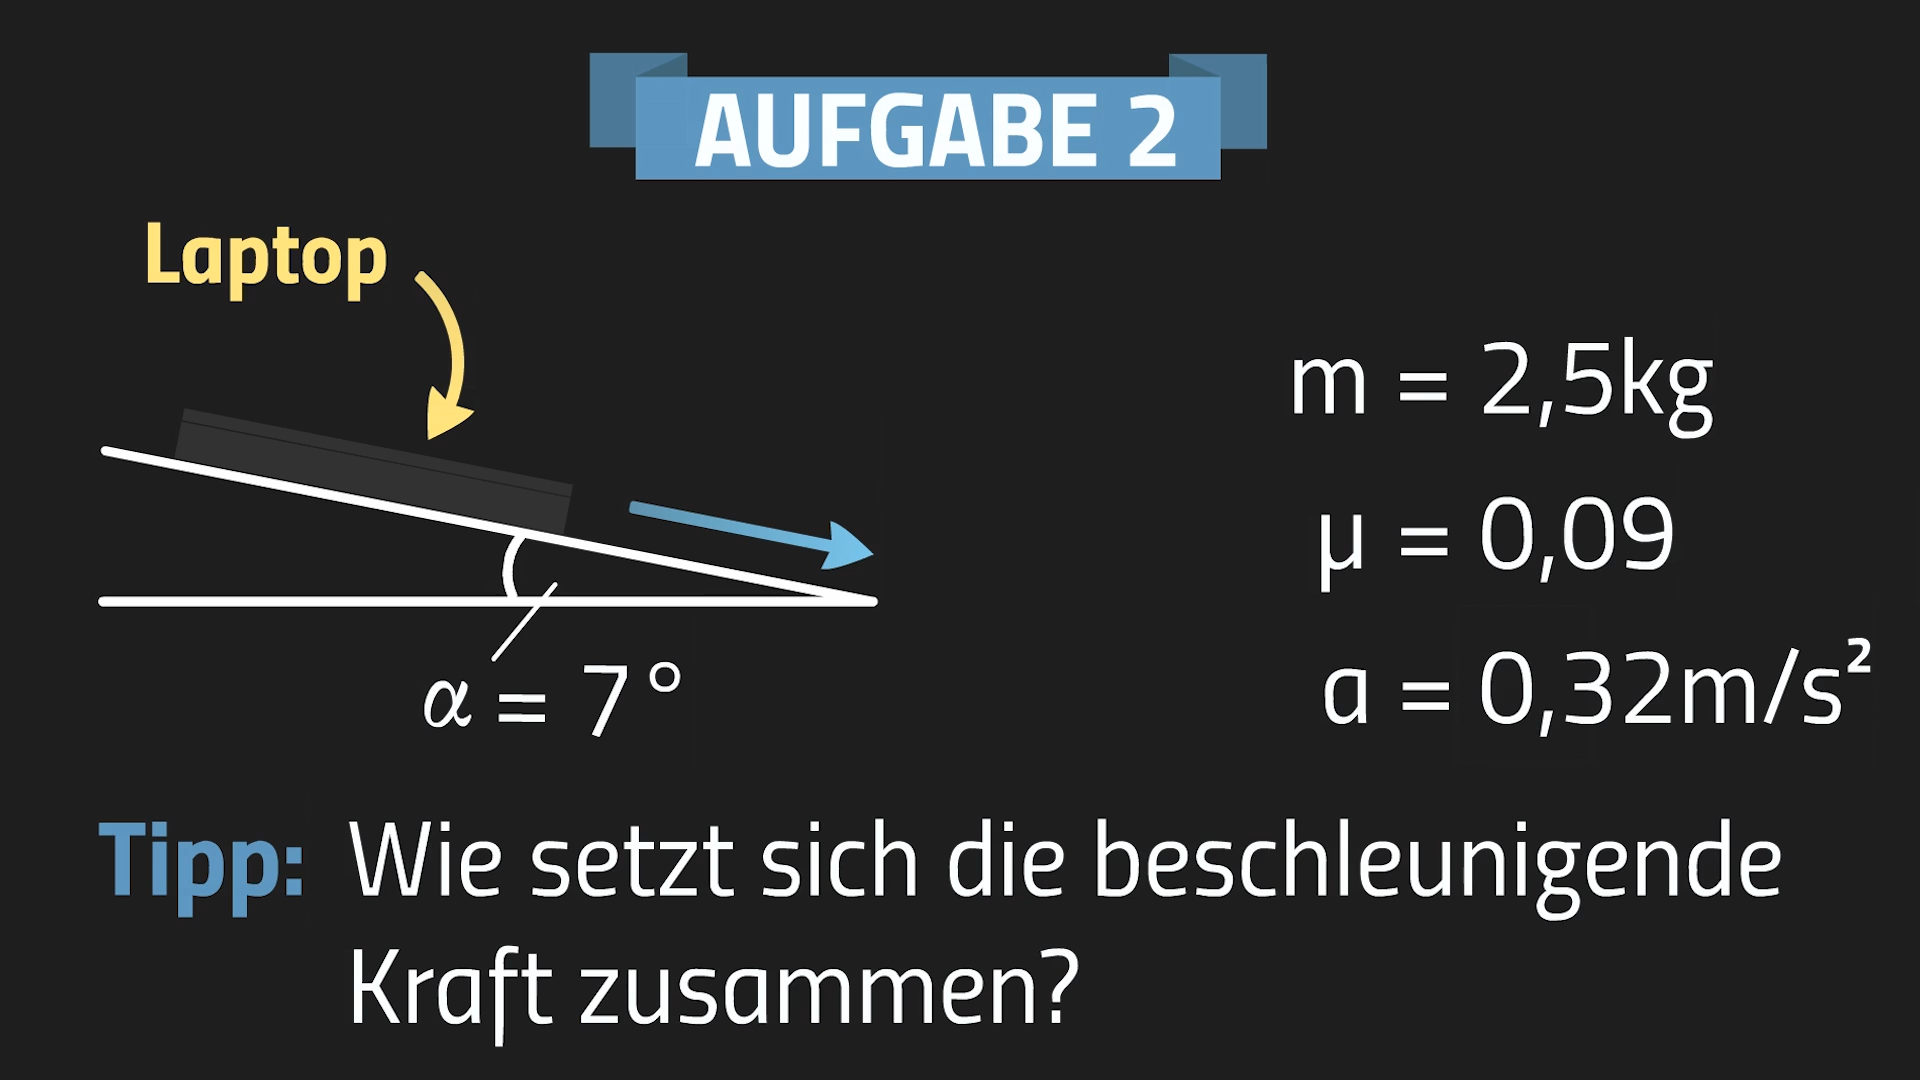 AUFGABE 2
Laptop
m = 2,5kg
μ = 0,09
a = 0,32m/s²
α = 7°
Tipp: Wie setzt sich die beschleunigende
Kraft zusammen?